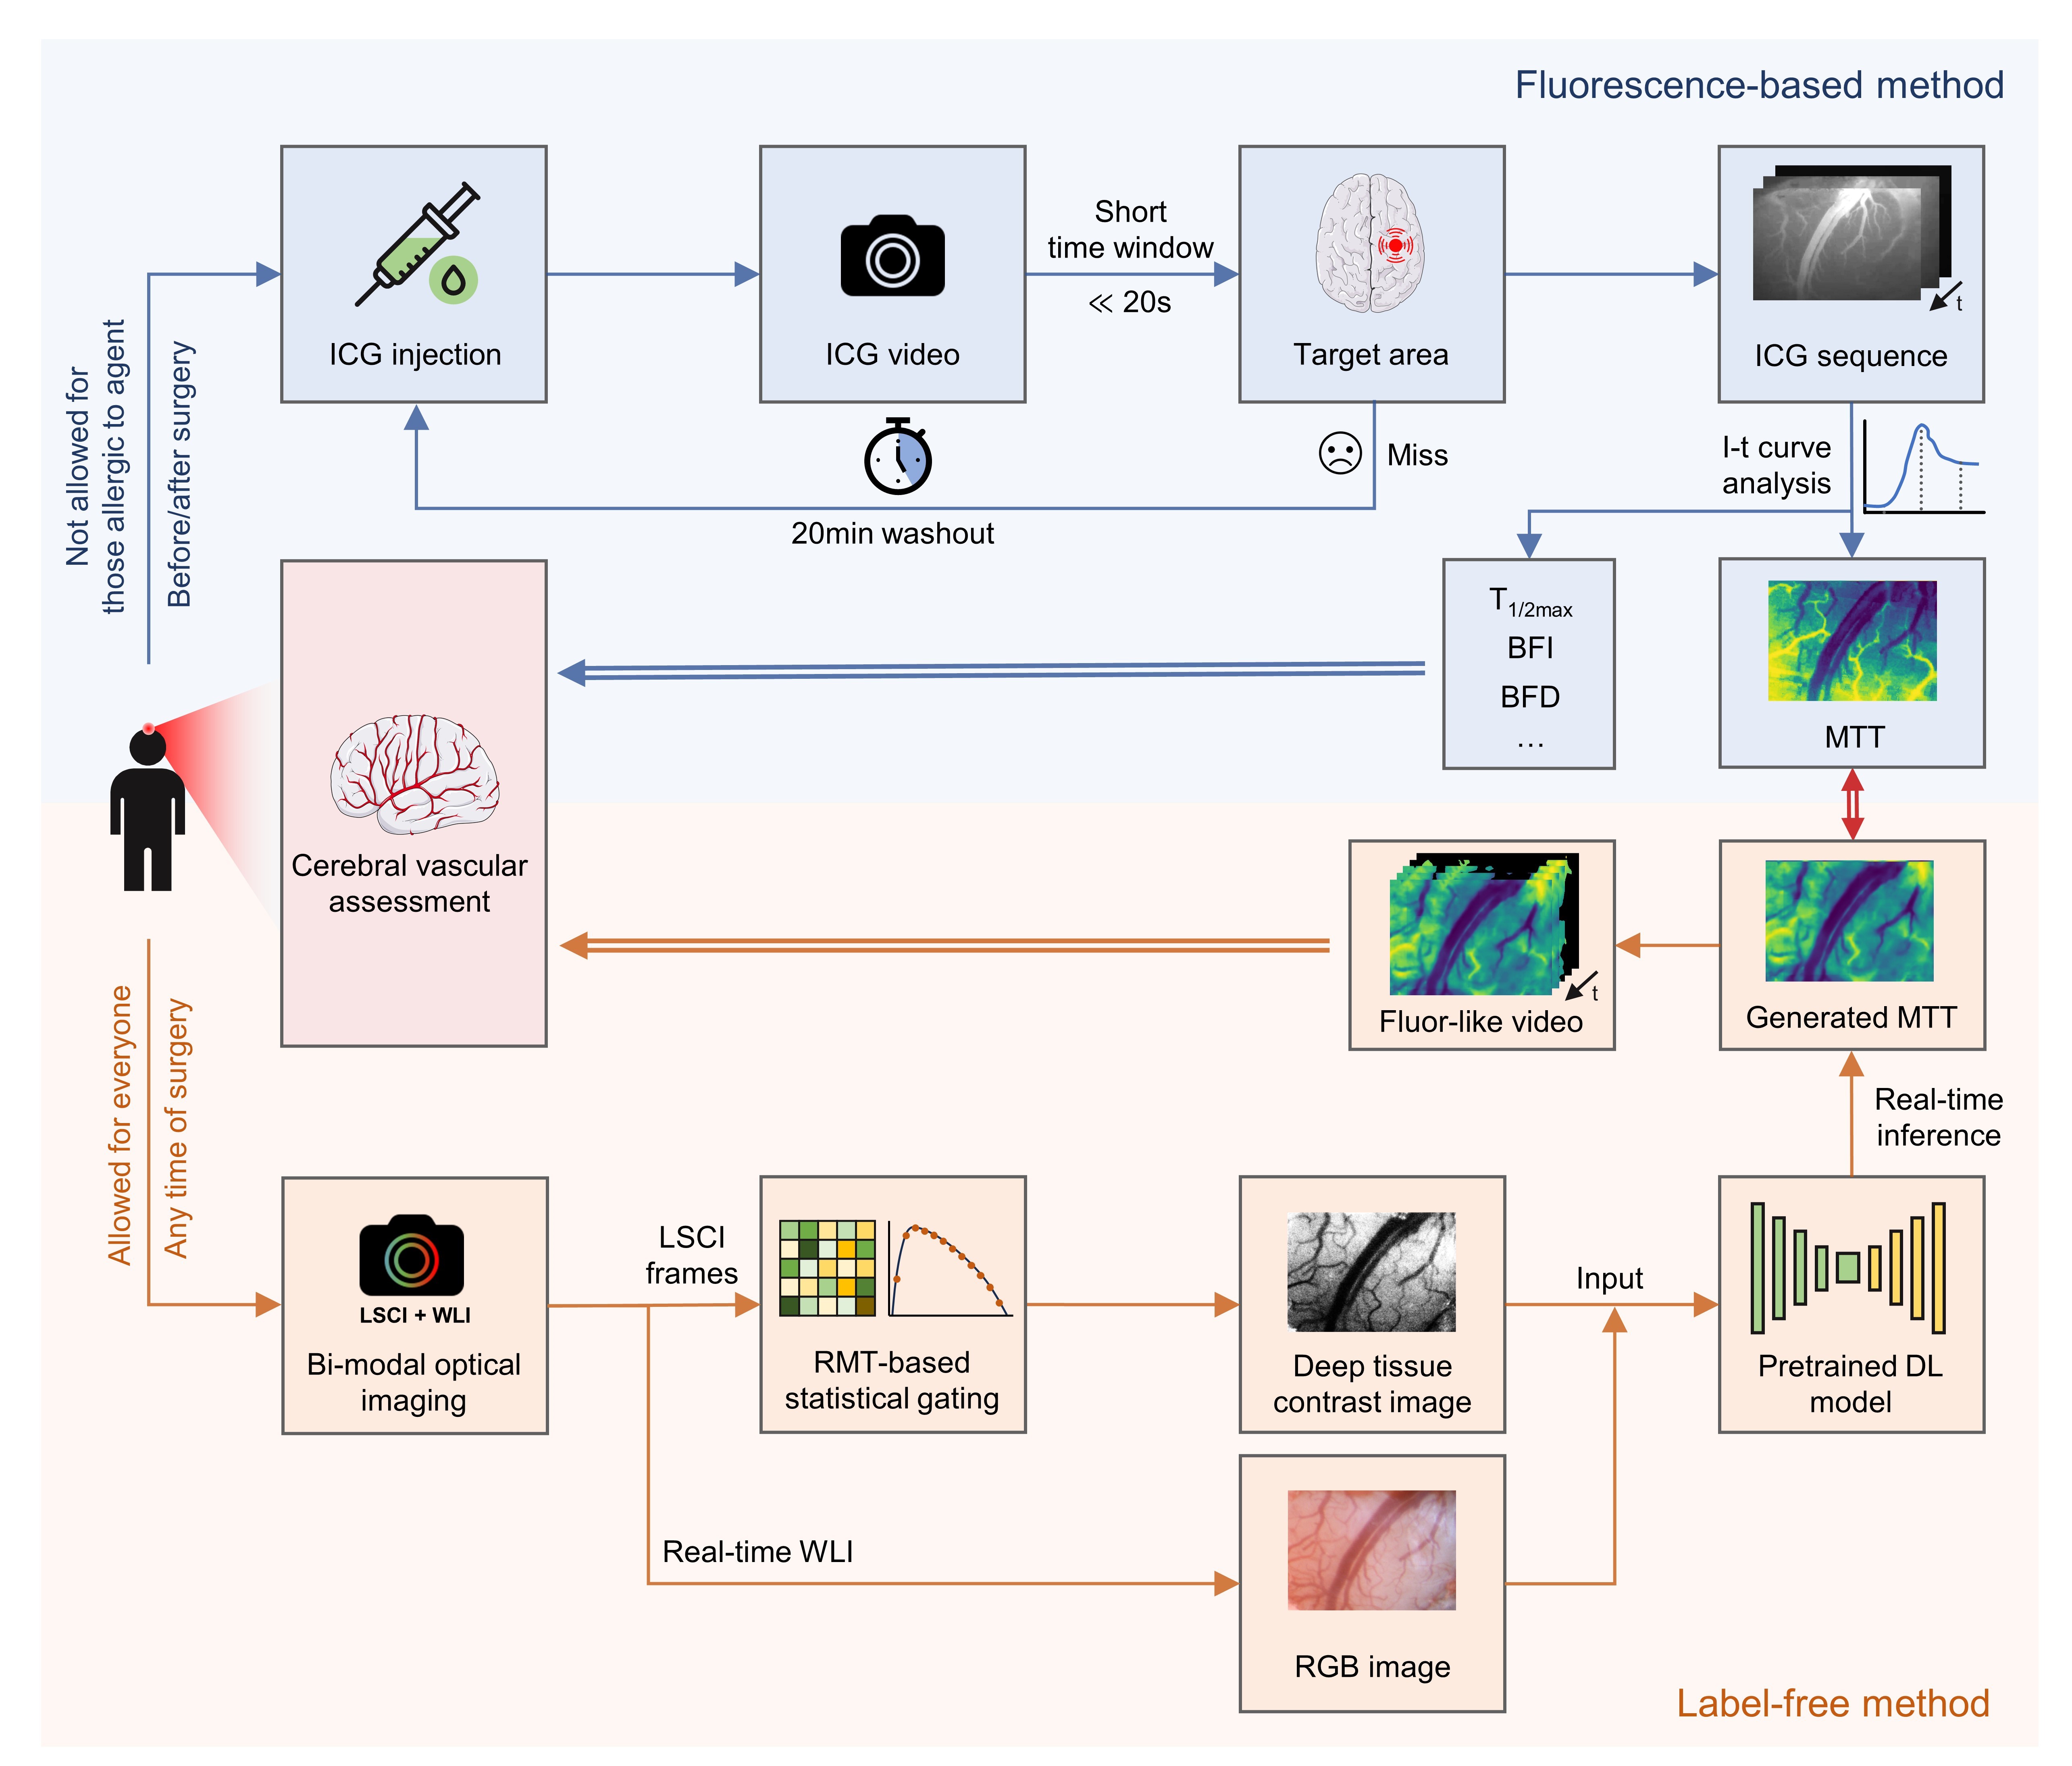 Fluorescence-based method
Not allowed for
those allergic to agent
Before/after surgery
ICG injection
ICG video
Short
time window
≪ 20s
Target area
t
ICG sequence
Miss
20min washout
I-t curve
analysis
T1/2max
BFI
BFD
...
MTT
Cerebral vascular
assessment
t
Fluor-like video
Generated MTT
Allowed for everyone
Any time of surgery
Real-time
inference
LSCI + WLI
Bi-modal optical
imaging
LSCI
frames
RMT-based
statistical gating
Deep tissue
contrast image
Input
Pretrained DL
model
Real-time WLI
RGB image
Label-free method